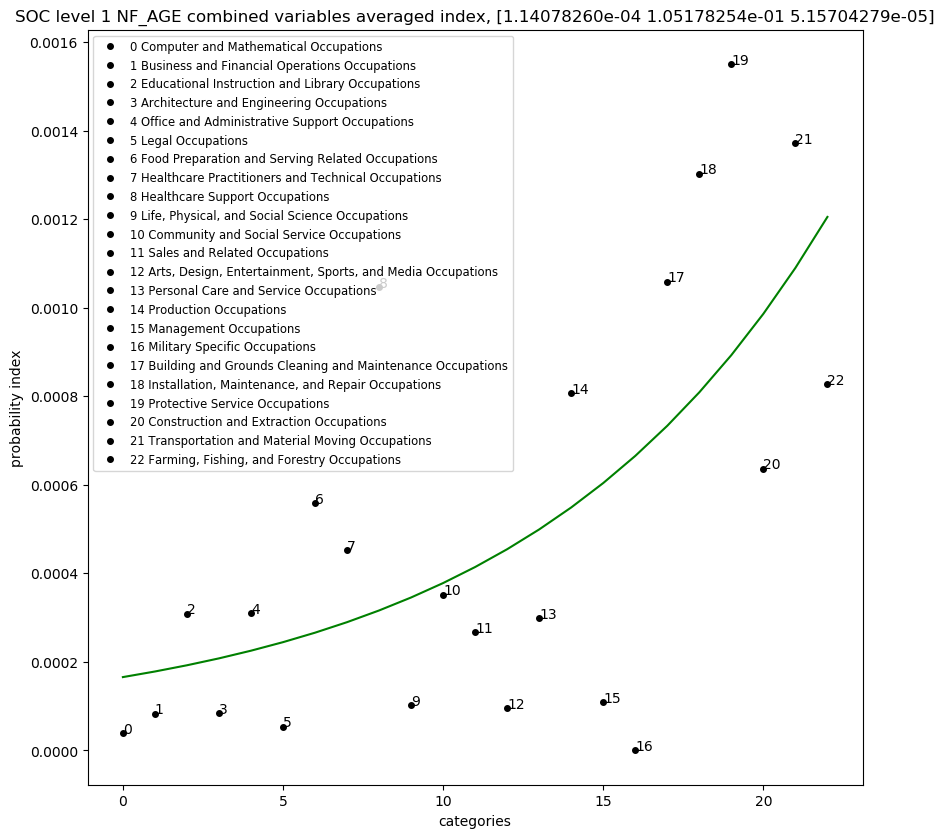 SOC level 1 NF_AGE combined variables averaged index, [1.14078260e-04 1.05178254e-01 5.15704279e-05]
0.0016
0.0014
0.0012
0.0010
0.0008
0.0006
0.0004
0.0002
0.0000
probability index
0 Computer and Mathematical Occupations
1 Business and Financial Operations Occupations
2 Educational Instruction and Library Occupations
3 Architecture and Engineering Occupations
4 Office and Administrative Support Occupations
5 Legal Occupations
6 Food Preparation and Serving Related Occupations
7 Healthcare Practitioners and Technical Occupations
8 Healthcare Support Occupations
9 Life, Physical, and Social Science Occupations
10 Community and Social Service Occupations
11 Sales and Related Occupations
12 Arts, Design, Entertainment, Sports, and Media Occupations
13 Personal Care and Service Occupations
14 Production Occupations
15 Management Occupations
16 Military Specific Occupations
17 Building and Grounds Cleaning and Maintenance Occupations
18 Installation, Maintenance, and Repair Occupations
19 Protective Service Occupations
20 Construction and Extraction Occupations
21 Transportation and Material Moving Occupations
22 Farming, Fishing, and Forestry Occupations
0
1
2
3
4
5
6
7
8
9
10
11
12
13
14
15
16
17
18
19
20
21
22
0
5
10
15
20
categories